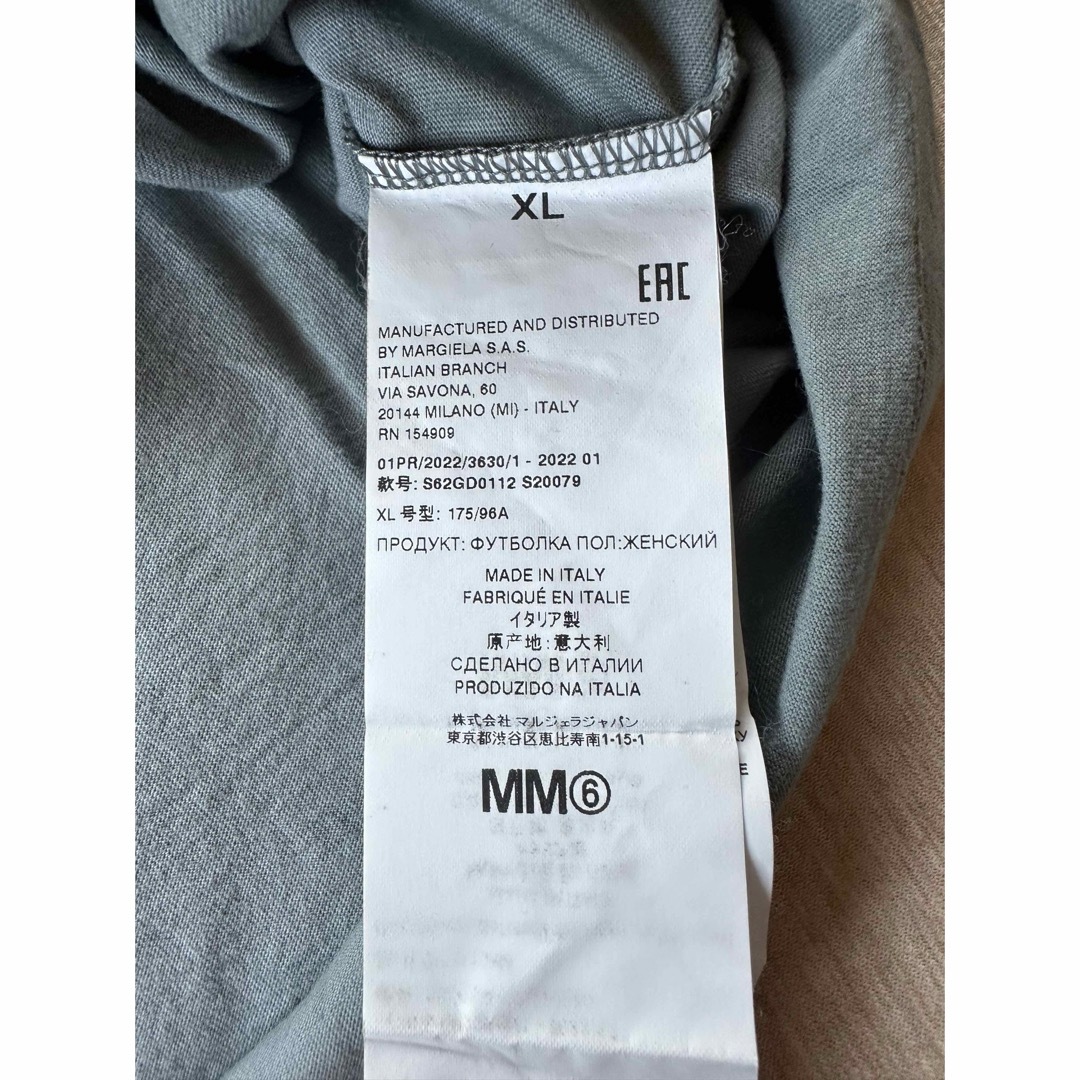 XL
EAC
MANUFACTURED AND DISTRIBUTED
BY MARGIELA S.A.S.
ITALIAN BRANCH
VIA SAVONA, 60
20144 MILANO (MI) - ITALY
RN 154909
01PR/2022/3630/1 - 2022 01
款号: S62GD0112 S20079
XL 号型: 175/96A
ПРОДУКТ: ФУТБОЛКА ПОЛ:ЖЕНСКИЙ
MADE IN ITALY
FABRIQUÉ EN ITALIE
イタリア製
原产地: 意大利
СДЕЛАНО В ИТАЛИИ
PRODUZIDO NA ITALIA
株式会社 マルジェラジャパン
東京都渋谷区恵比寿南1-15-1
MM⑥